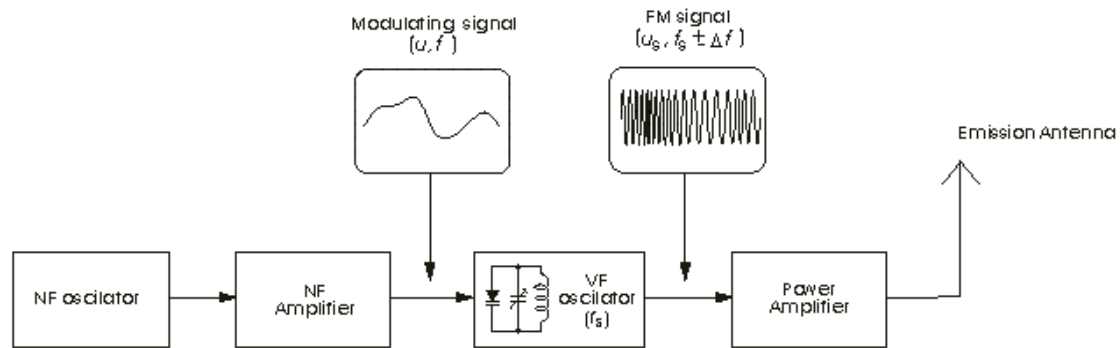 Modulating signal
(u, f)
FM signal
(uₛ, fₛ ± Δf)
Emission Antenna
NF oscilator
NF
Amplifier
VF
oscilator
(fₛ)
Power
Amplifier